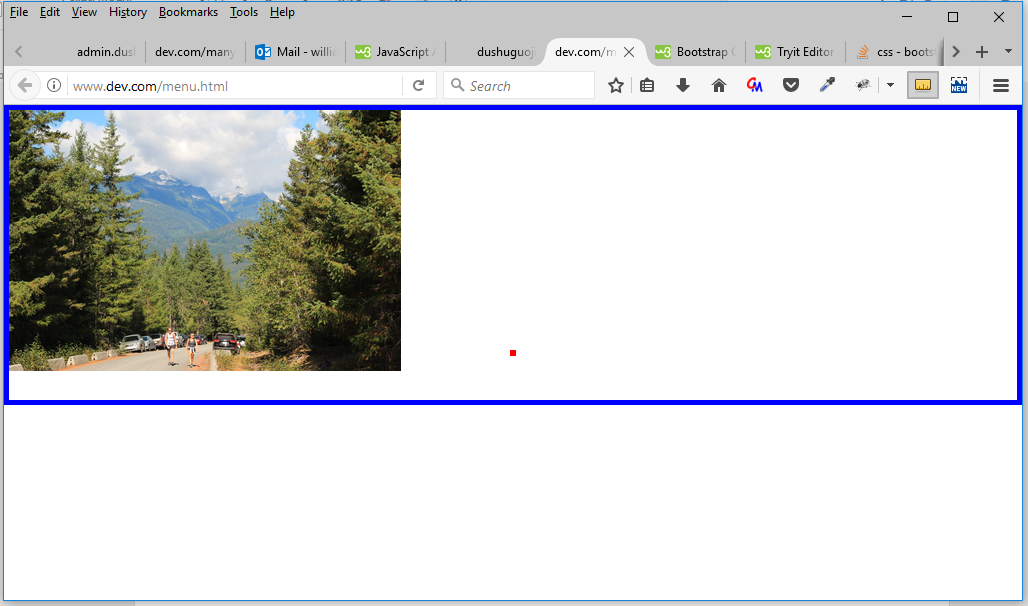 File Edit View History Bookmarks Tools Help
admin.dus dev.com/many Mail - willia JavaScript dushuguoj dev.com/m Bootstrap Tryit Editor css - boots
www.dev.com/menu.html Search
NEW